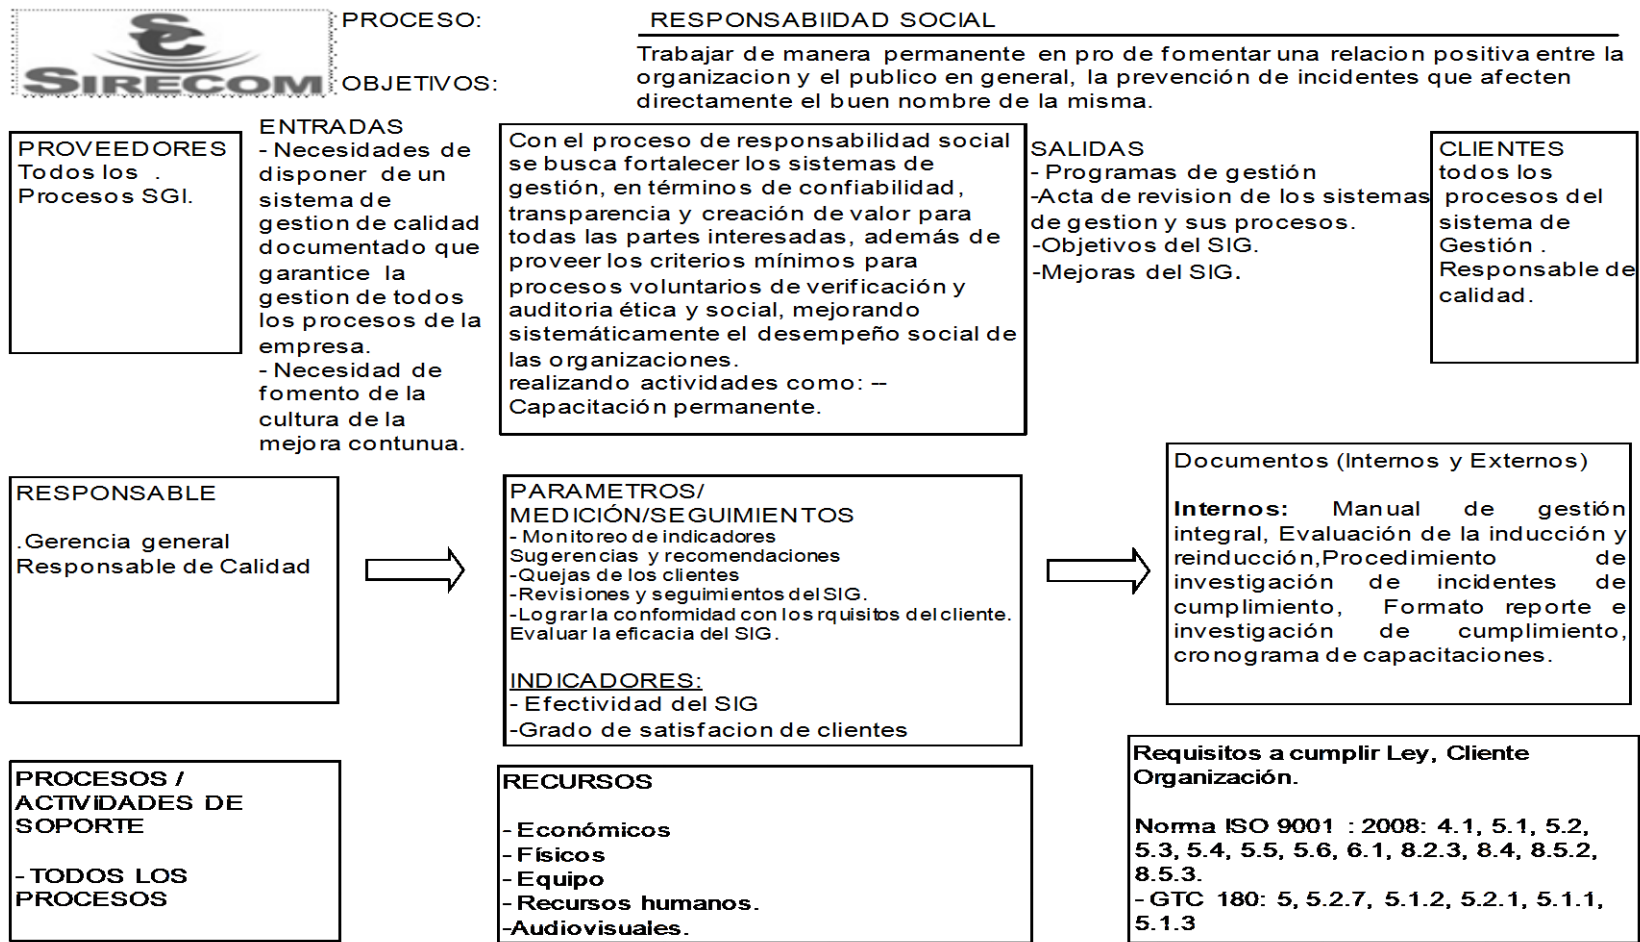 SIRECOM
PROCESO:
RESPONSABIIDAD SOCIAL
OBJETIVOS:
Trabajar de manera permanente en pro de fomentar una relacion positiva entre la
organizacion y el publico en general, la prevención de incidentes que afecten
directamente el buen nombre de la misma.
PROVEEDORES
Todos los .
Procesos SGI.
ENTRADAS
- Necesidades de
disponer de un
sistema de
gestion de calidad
documentado que
garantice la
gestion de todos
los procesos de la
empresa.
- Necesidad de
fomento de la
cultura de la
mejora contunua.
Con el proceso de responsabilidad social
se busca fortalecer los sistemas de
gestión, en términos de confiabilidad,
transparencia y creación de valor para
todas las partes interesadas, además de
proveer los criterios mínimos para
procesos voluntarios de verificación y
auditoria ética y social, mejorando
sistemáticamente el desempeño social de
las organizaciones.
realizando actividades como: --
Capacitación permanente.
SALIDAS
- Programas de gestión
-Acta de revision de los sistemas
de gestion y sus procesos.
-Objetivos del SIG.
-Mejoras del SIG.
CLIENTES
todos los
procesos del
sistema de
Gestión .
Responsable de
calidad.
RESPONSABLE
.Gerencia general
Responsable de Calidad
PARAMETROS/
MEDICIÓN/SEGUIMIENTOS
- Monitoreo de indicadores
Sugerencias y recomendaciones
-Quejas de los clientes
-Revisiones y seguimientos del SIG.
-Lograr la conformidad con los rquisitos del cliente.
Evaluar la eficacia del SIG.
INDICADORES:
- Efectividad del SIG
-Grado de satisfacion de clientes
Documentos (Internos y Externos)
Internos: Manual de gestión
integral, Evaluación de la inducción y
reinducción,Procedimiento de
investigación de incidentes de
cumplimiento, Formato reporte e
investigación de cumplimiento,
cronograma de capacitaciones.
PROCESOS /
ACTIVIDADES DE
SOPORTE
- TODOS LOS
PROCESOS
RECURSOS
- Económicos
- Físicos
- Equipo
- Recursos humanos.
-Audiovisuales.
Requisitos a cumplir Ley, Cliente
Organización.
Norma ISO 9001 : 2008: 4.1, 5.1, 5.2,
5.3, 5.4, 5.5, 5.6, 6.1, 8.2.3, 8.4, 8.5.2,
8.5.3.
- GTC 180: 5, 5.2.7, 5.1.2, 5.2.1, 5.1.1,
5.1.3